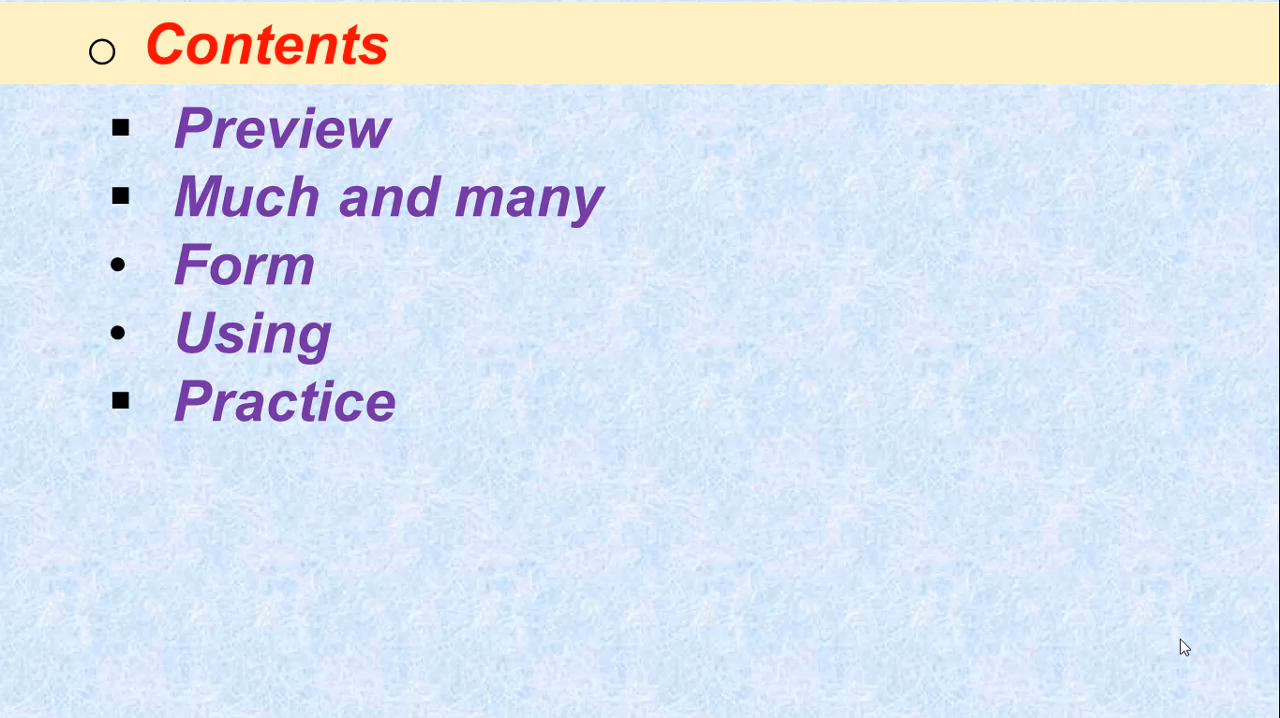 ○ Contents
▪ Preview
▪ Much and many
• Form
• Using
▪ Practice